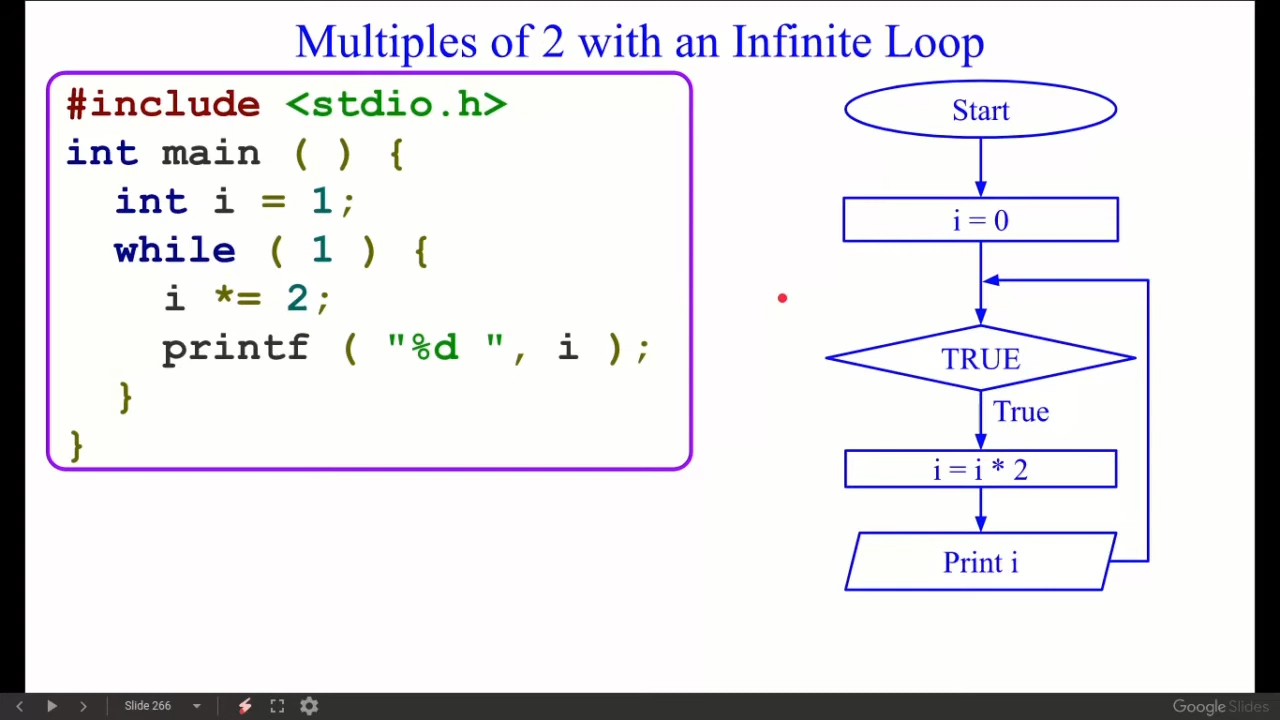 Multiples of 2 with an Infinite Loop
#include <stdio.h>
int main ( ) {
int i = 1;
while ( 1 ) {
i *= 2;
printf ( "%d ", i );
}
}
Start
i = 0
TRUE
True
i = i * 2
Print i
Slide 266
Google Slides